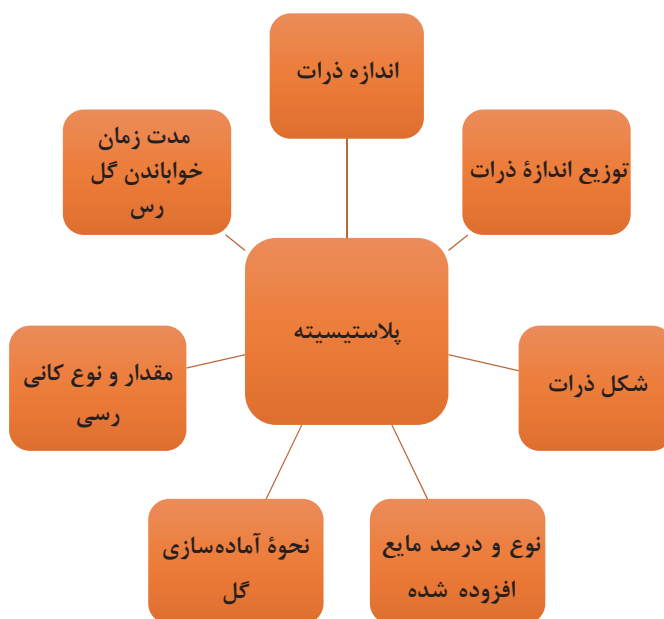 اندازه ذرات
توزیع اندازهٔ ذرات
مدت زمان
خواباندن گل
رس
پلاستیسیته
شکل ذرات
مقدار و نوع کانی
رسی
نوع و درصد مایع
افزوده شده
نحوهٔ آماده‌سازی
گل